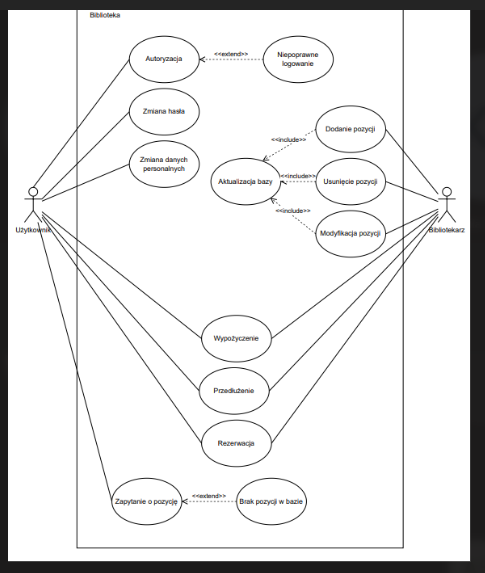 Biblioteka
Autoryzacja
<<extend>>
Niepoprawne
logowanie
Zmiana hasła
Dodanie pozycji
<<include>>
Zmiana danych
personalnych
Aktualizacja bazy
<<include>>
Usunięcie pozycji
<<include>>
Modyfikacja pozycji
Użytkownik
Bibliotekarz
Wypożyczenie
Przedłużenie
Rezerwacja
Zapytanie o pozycję
<<extend>>
Brak pozycji w bazie